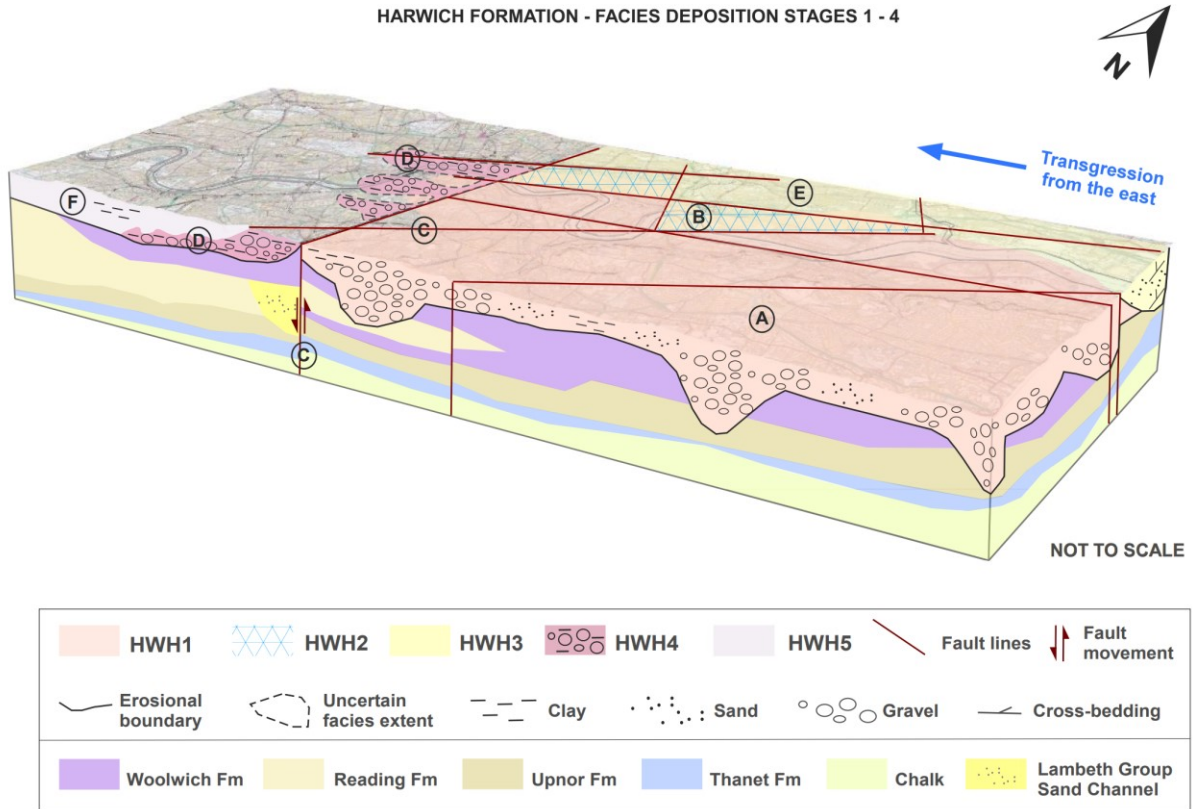 HARWICH FORMATION - FACIES DEPOSITION STAGES 1 - 4
N
Transgression
from the east
D
E
F
B
D
C
A
C
NOT TO SCALE
HWH1
HWH2
HWH3
HWH4
HWH5
Fault lines
Fault
movement
Erosional
boundary
Uncertain
facies extent
Clay
Sand
Gravel
Cross-bedding
Woolwich Fm
Reading Fm
Upnor Fm
Thanet Fm
Chalk
Lambeth Group
Sand Channel